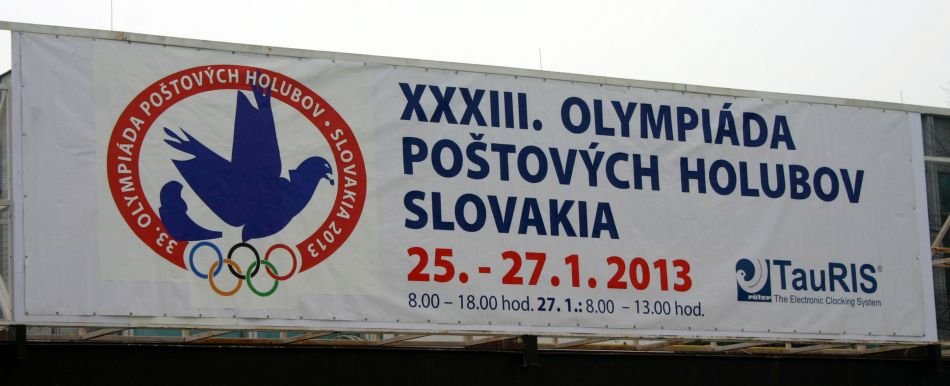 33. OLYMPIÁDA POŠTOVÝCH HOLUBOV • SLOVAKIA 2013
XXXIII. OLYMPIÁDA
POŠTOVÝCH HOLUBOV
SLOVAKIA
25. - 27.1. 2013
8.00 – 18.00 hod. 27.1.: 8.00 – 13.00 hod.
rüter
TauRIS®
The Electronic Clocking System